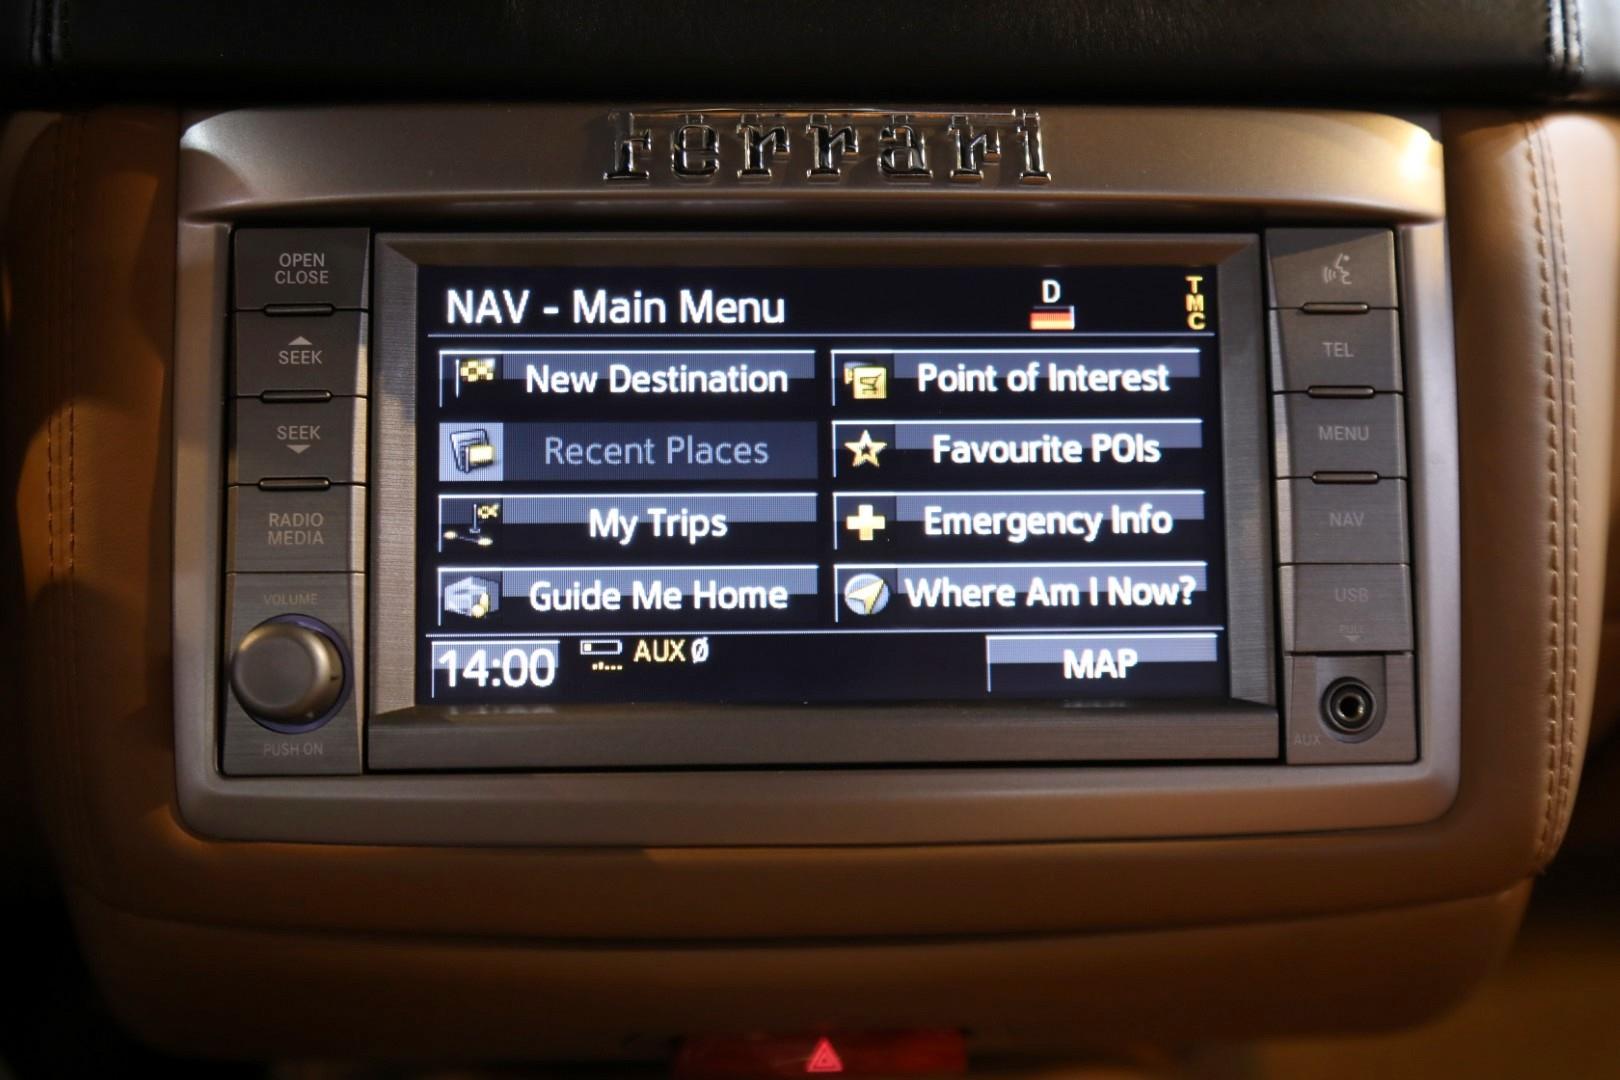 Ferrari
OPEN
CLOSE
SEEK
SEEK
RADIO
MEDIA
VOLUME
PUSH ON
NAV - Main Menu
D
TMC
New Destination
Point of Interest
Recent Places
Favourite POIs
My Trips
Emergency Info
Guide Me Home
Where Am I Now?
14:00
AUX
MAP
TEL
MENU
NAV
USB
PULL
AUX